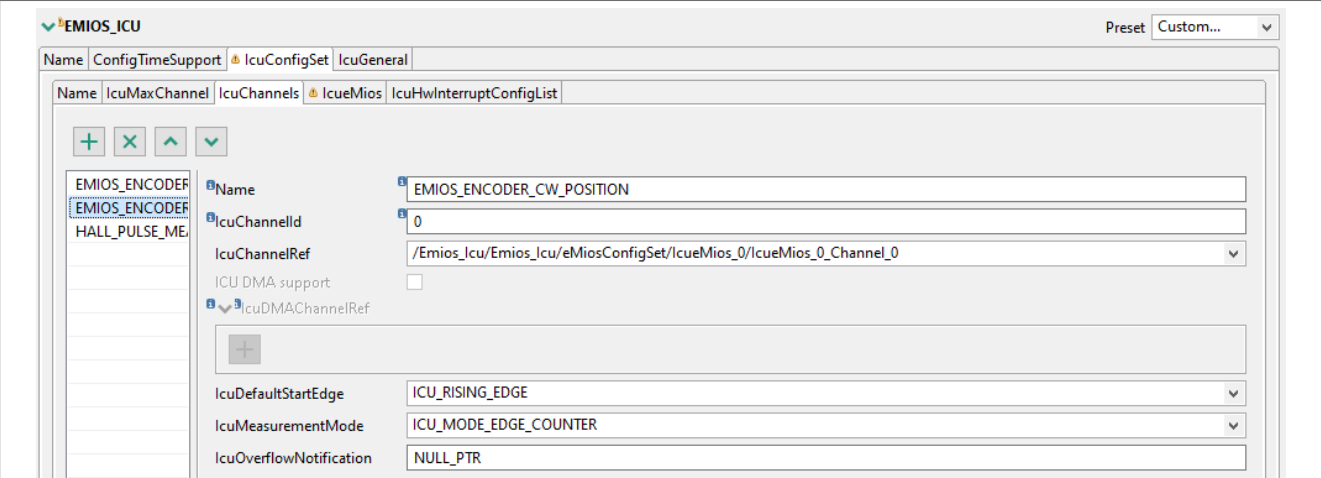 EMIOS_ICU
Preset Custom...
Name ConfigTimeSupport IcuConfigSet IcuGeneral
Name IcuMaxChannel IcuChannels IcueMios IcuHwInterruptConfigList
EMIOS_ENCODER
EMIOS_ENCODER
HALL_PULSE_ME
Name EMIOS_ENCODER_CW_POSITION
IcuChannelId 0
IcuChannelRef /Emios_Icu/Emios_Icu/eMiosConfigSet/IcueMios_0/IcueMios_0_Channel_0
ICU DMA support
IcuDMAChannelRef
IcuDefaultStartEdge ICU_RISING_EDGE
IcuMeasurementMode ICU_MODE_EDGE_COUNTER
IcuOverflowNotification NULL_PTR